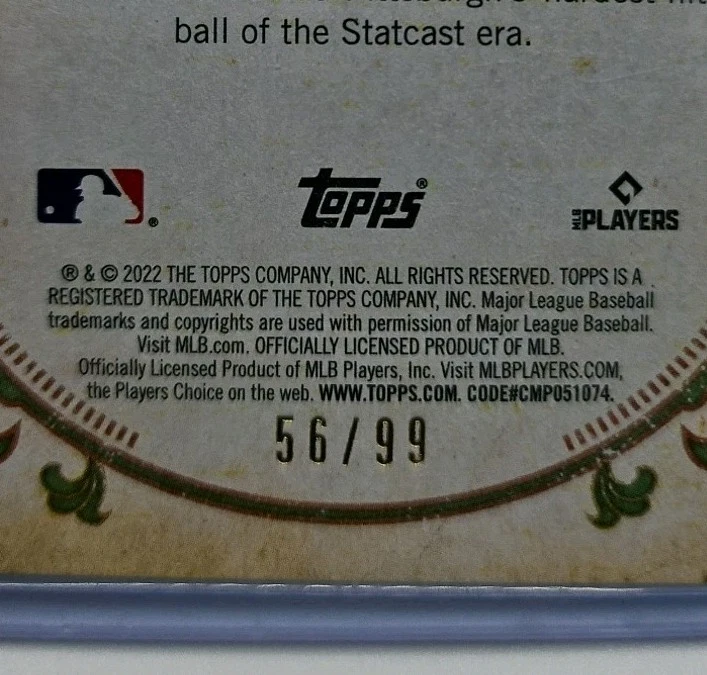 ball of the Statcast era.
®
TOPPS®
MLB PLAYERS
® & © 2022 THE TOPPS COMPANY, INC. ALL RIGHTS RESERVED. TOPPS IS A
REGISTERED TRADEMARK OF THE TOPPS COMPANY, INC. Major League Baseball
trademarks and copyrights are used with permission of Major League Baseball.
Visit MLB.com. OFFICIALLY LICENSED PRODUCT OF MLB.
Officially Licensed Product of MLB Players, Inc. Visit MLBPLAYERS.COM,
the Players Choice on the web. WWW.TOPPS.COM. CODE#CMP051074.
56/99